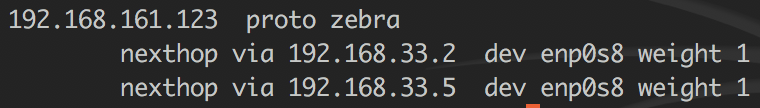 192.168.161.123  proto zebra
        nexthop via 192.168.33.2  dev enp0s8 weight 1
        nexthop via 192.168.33.5  dev enp0s8 weight 1